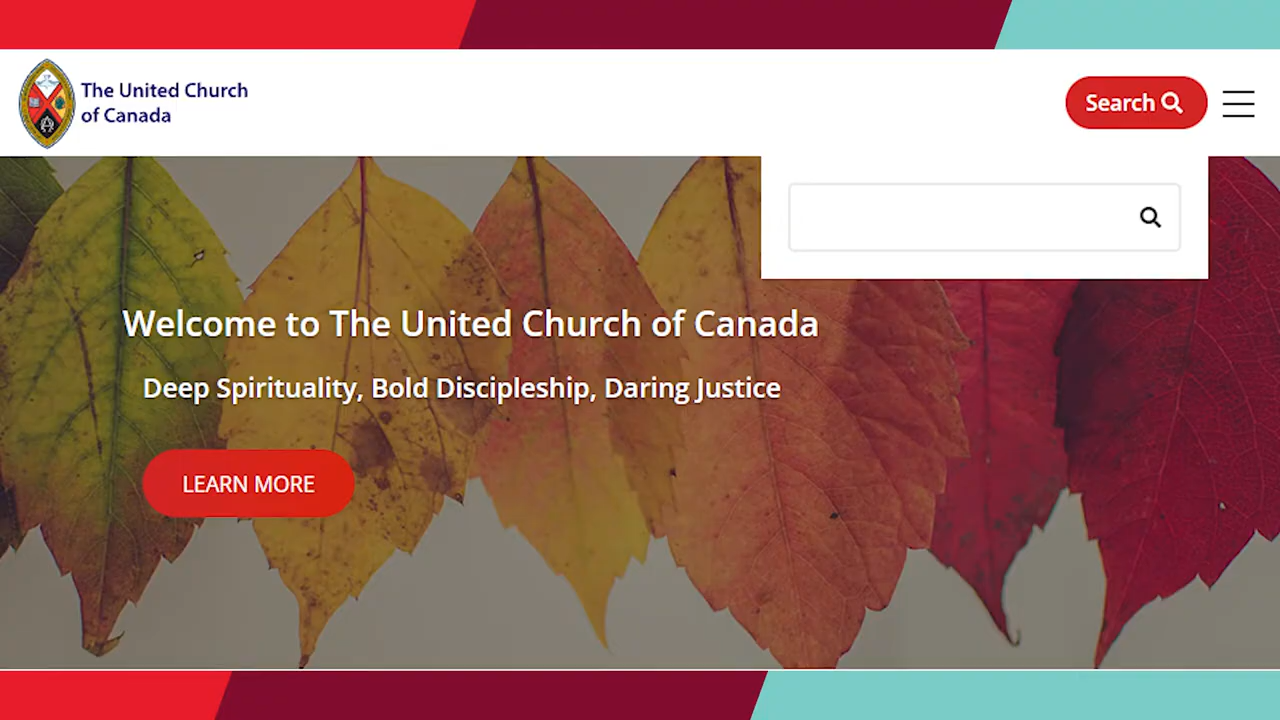 The United Church
of Canada
Search
Welcome to The United Church of Canada
Deep Spirituality, Bold Discipleship, Daring Justice
LEARN MORE